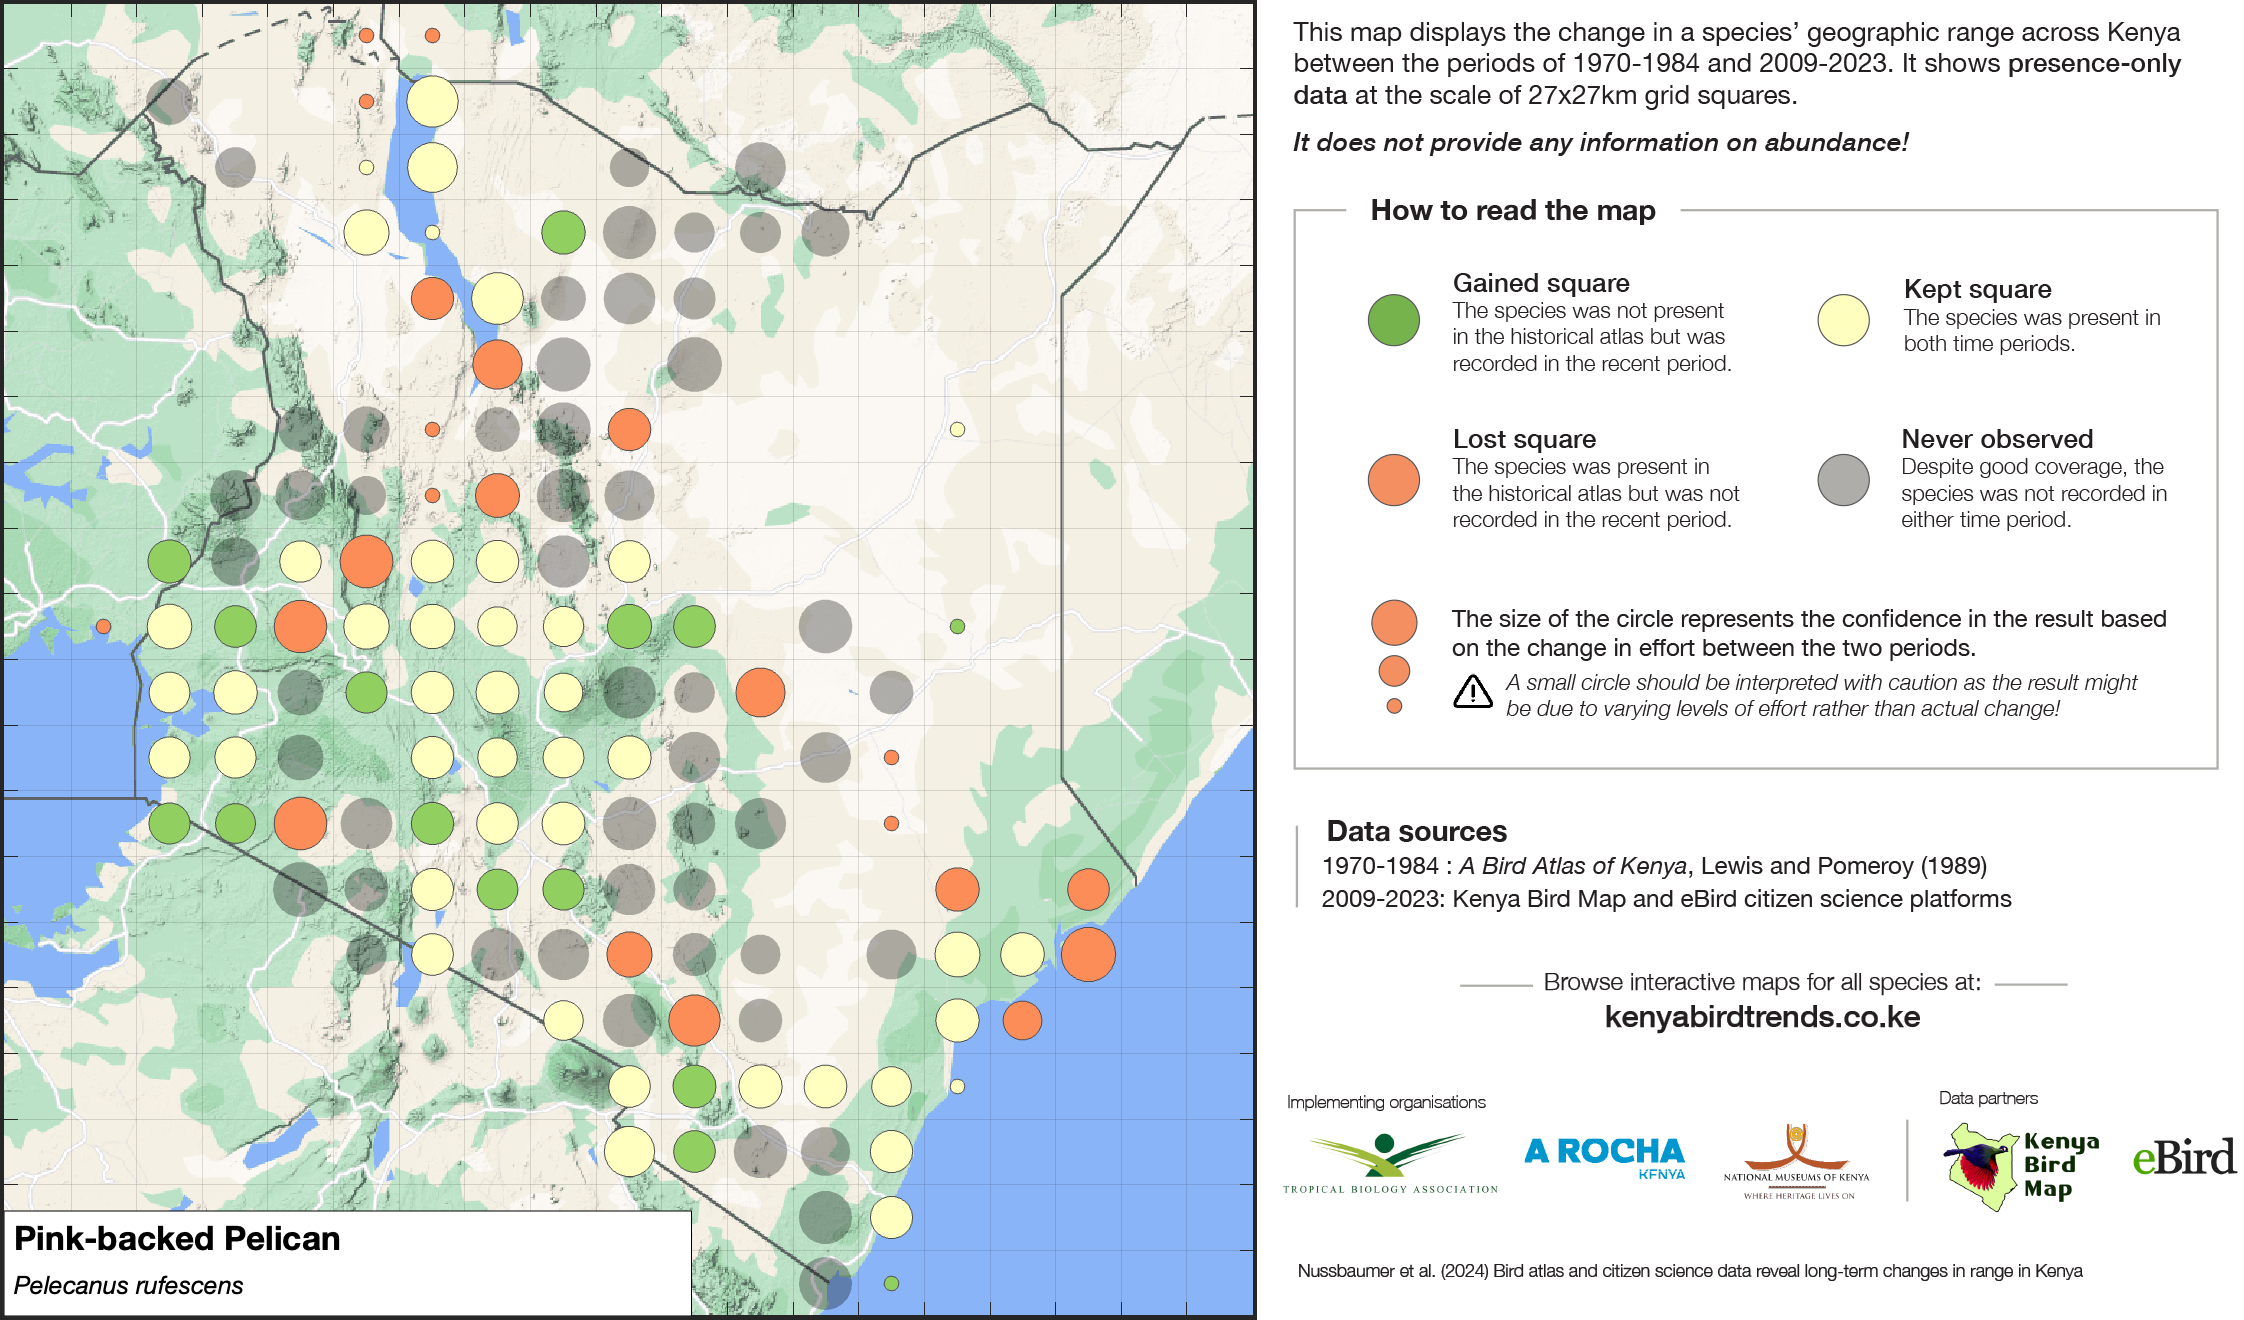 This map displays the change in a species’ geographic range across Kenya
between the periods of 1970-1984 and 2009-2023. It shows presence-only
data at the scale of 27x27km grid squares.
It does not provide any information on abundance!
How to read the map
Gained square
The species was not present
in the historical atlas but was
recorded in the recent period.
Kept square
The species was present in
both time periods.
Lost square
The species was present in
the historical atlas but was not
recorded in the recent period.
Never observed
Despite good coverage, the
species was not recorded in
either time period.
The size of the circle represents the confidence in the result based
on the change in effort between the two periods.
A small circle should be interpreted with caution as the result might
be due to varying levels of effort rather than actual change!
Data sources
1970-1984 : A Bird Atlas of Kenya, Lewis and Pomeroy (1989)
2009-2023: Kenya Bird Map and eBird citizen science platforms
Browse interactive maps for all species at:
kenyabirdtrends.co.ke
Implementing organisations
Data partners
TROPICAL BIOLOGY ASSOCIATION
A ROCHA
KENYA
NATIONAL MUSEUMS OF KENYA
WHERE HERITAGE LIVES ON
Kenya
Bird
Map
eBird
Nussbaumer et al. (2024) Bird atlas and citizen science data reveal long-term changes in range in Kenya
Pink-backed Pelican
Pelecanus rufescens